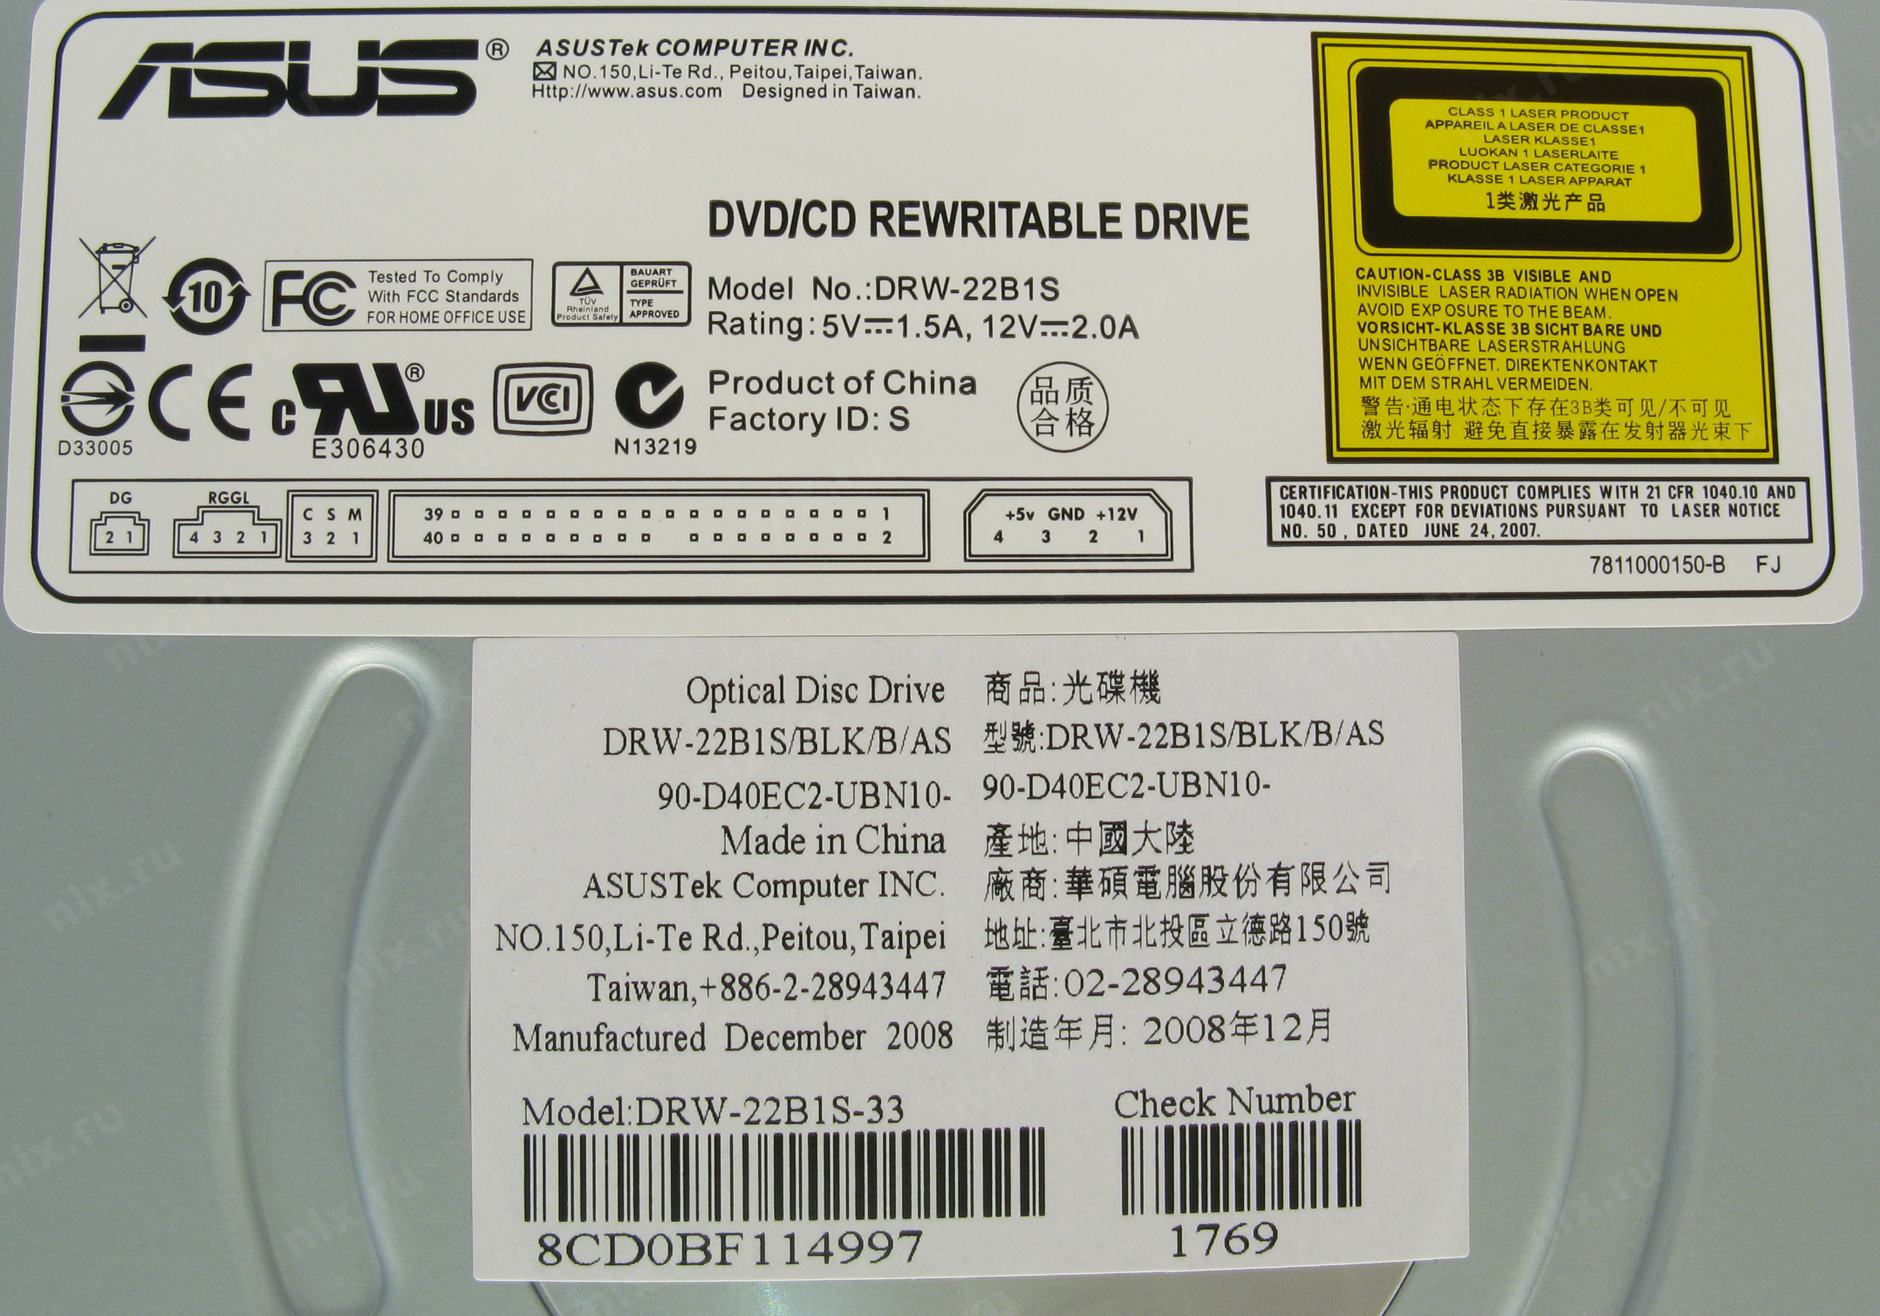 ASUS®
ASUSTek COMPUTER INC.
NO.150,Li-Te Rd., Peitou,Taipei,Taiwan.
Http://www.asus.com Designed in Taiwan.
DVD/CD REWRITABLE DRIVE
Model No.:DRW-22B1S
Rating: 5V⎓1.5A, 12V⎓2.0A
Product of China
Factory ID: S
品质
合格
10
FC
Tested To Comply
With FCC Standards
FOR HOME OFFICE USE
TÜV
Rheinland
Product Safety
BAUART
GEPRÜFT
TYPE
APPROVED
D33005
CE
c RU® US
E306430
VCI
N13219
DG
2 1
RGGL
4 3 2 1
C S M
3 2 1
39 1
40 2
+5v GND +12V
4 3 2 1
CLASS 1 LASER PRODUCT
APPAREIL A LASER DE CLASSE1
LASER KLASSE1
LUOKAN 1 LASERLAITE
PRODUCT LASER CATEGORIE 1
KLASSE 1 LASER APPARAT
1类激光产品
CAUTION-CLASS 3B VISIBLE AND
INVISIBLE LASER RADIATION WHEN OPEN
AVOID EXPOSURE TO THE BEAM.
VORSICHT-KLASSE 3B SICHTBARE UND
UNSICHTBARE LASERSTRAHLUNG
WENN GEÖFFNET. DIREKTENKONTAKT
MIT DEM STRAHL VERMEIDEN.
警告·通电状态下存在3B类可见/不可见
激光辐射 避免直接暴露在发射器光束下
CERTIFICATION-THIS PRODUCT COMPLIES WITH 21 CFR 1040.10 AND
1040.11 EXCEPT FOR DEVIATIONS PURSUANT TO LASER NOTICE
NO. 50 , DATED JUNE 24,2007.
7811000150-B FJ
Optical Disc Drive
DRW-22B1S/BLK/B/AS
90-D40EC2-UBN10-
Made in China
ASUSTek Computer INC.
NO.150,Li-Te Rd.,Peitou,Taipei
Taiwan,+886-2-28943447
Manufactured December 2008
商品:光碟機
型號:DRW-22B1S/BLK/B/AS
90-D40EC2-UBN10-
產地:中國大陸
廠商:華碩電腦股份有限公司
地址:臺北市北投區立德路150號
電話:02-28943447
制造年月: 2008年12月
Model:DRW-22B1S-33
8CD0BF114997
Check Number
1769
nix.ru